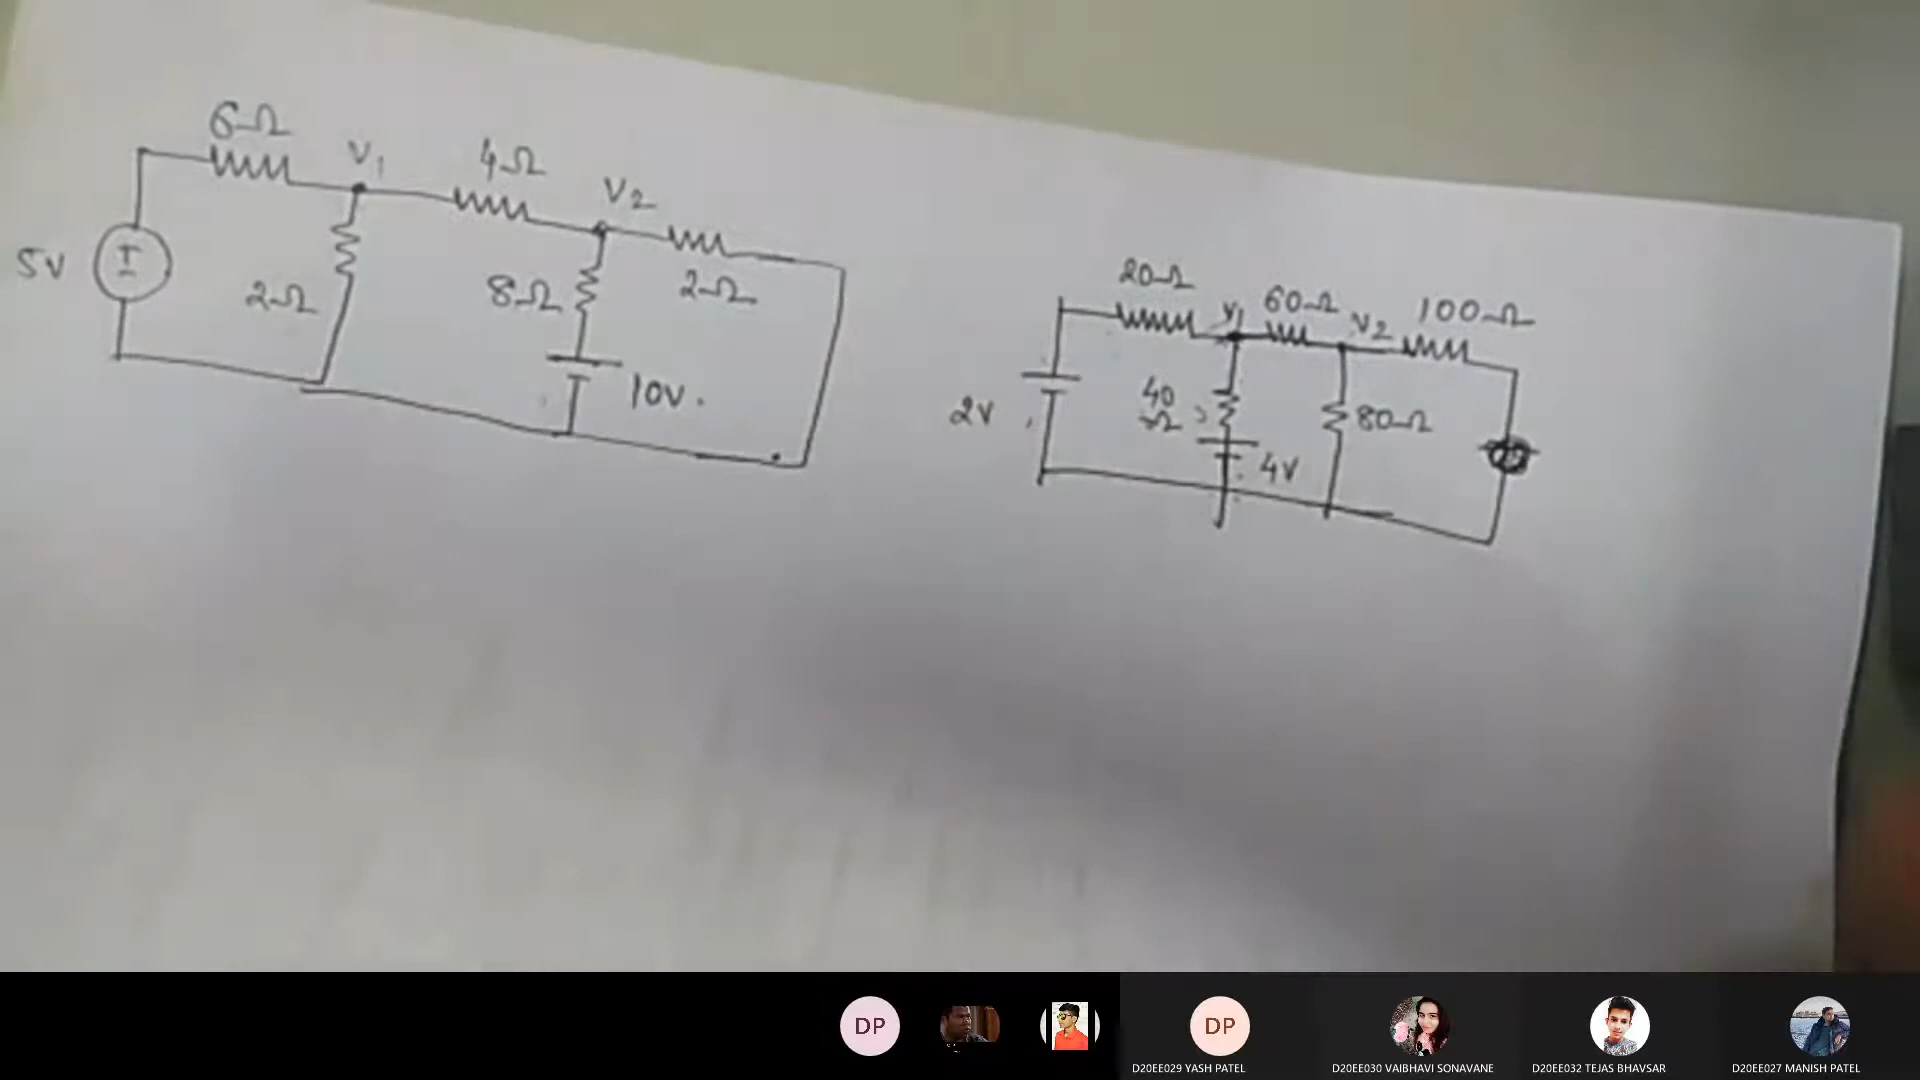 6Ω
V1
4Ω
V2
5V
2Ω
8Ω
2Ω
10V.
20Ω
V1
60Ω
V2
100Ω
2V
40
Ω
80Ω
4V
DP
DP
D20EE029 YASH PATEL
D20EE030 VAIBHAVI SONAVANE
D20EE032 TEJAS BHAVSAR
D20EE027 MANISH PATEL